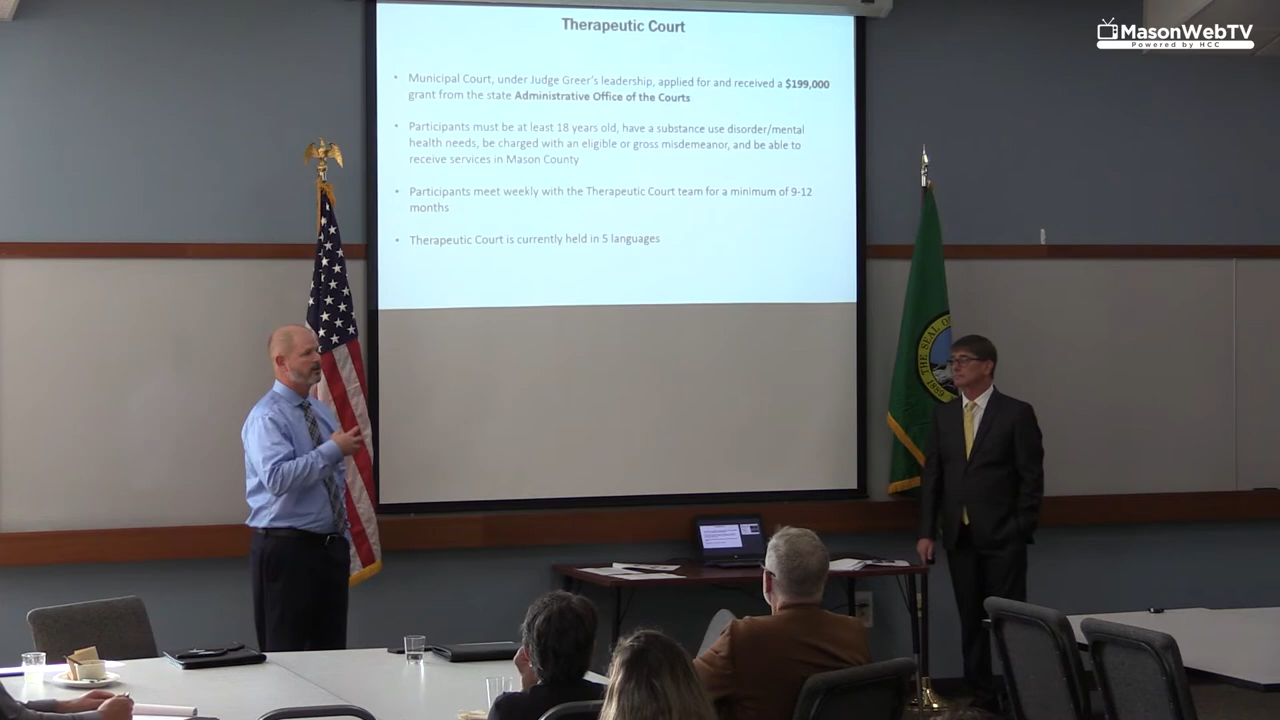 MasonWebTV
Powered by HCC
Therapeutic Court
• Municipal Court, under Judge Greer's leadership, applied for and received a $199,000
grant from the state Administrative Office of the Courts
• Participants must be at least 18 years old, have a substance use disorder/mental
health needs, be charged with an eligible or gross misdemeanor, and be able to
receive services in Mason County
• Participants meet weekly with the Therapeutic Court team for a minimum of 9-12
months
• Therapeutic Court is currently held in 5 languages
THE SEAL O
1889